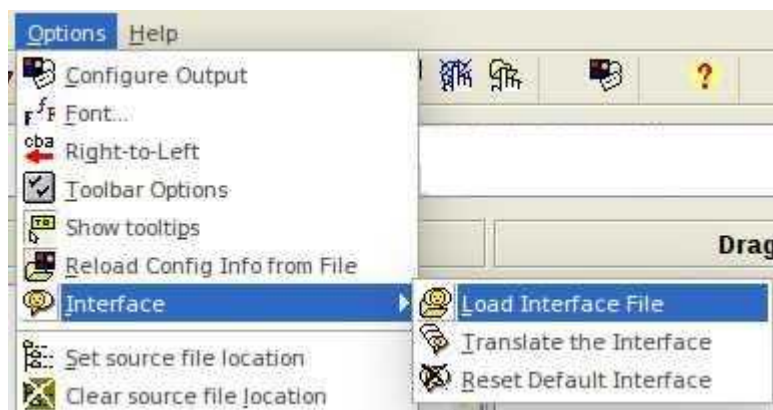 Options Help
Configure Output
Font...
Right-to-Left
Toolbar Options
Show tooltips
Reload Config Info from File
Interface
Set source file location
Clear source file location
Load Interface File
Translate the Interface
Reset Default Interface
?
Drag